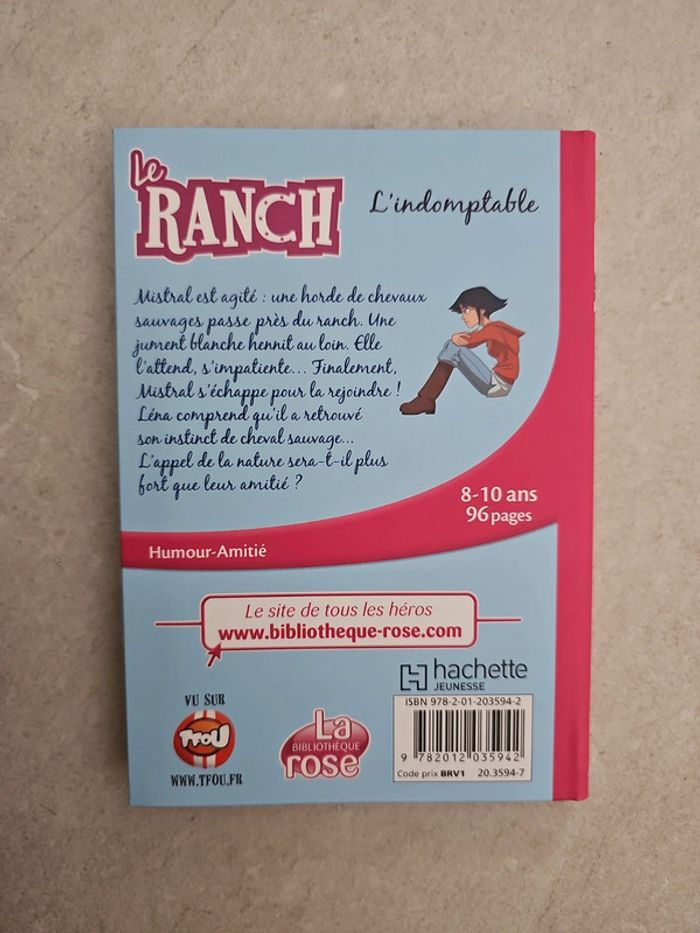 Le
RANCH
L'indomptable
Mistral est agité : une horde de chevaux
sauvages passe près du ranch. Une
jument blanche hennit au loin. Elle
l'attend, s'impatiente... Finalement,
Mistral s'échappe pour la rejoindre !
Léna comprend qu'il a retrouvé
son instinct de cheval sauvage...
L'appel de la nature sera-t-il plus
fort que leur amitié ?
8-10 ans
96 pages
Humour-Amitié
Le site de tous les héros
www.bibliotheque-rose.com
hachette
JEUNESSE
VU SUR
TFOU
WWW.TFOU.FR
La
BIBLIOTHÈQUE
rose
ISBN 978-2-01-203594-2
9 782012 035942
Code prix BRV1 20.3594-7